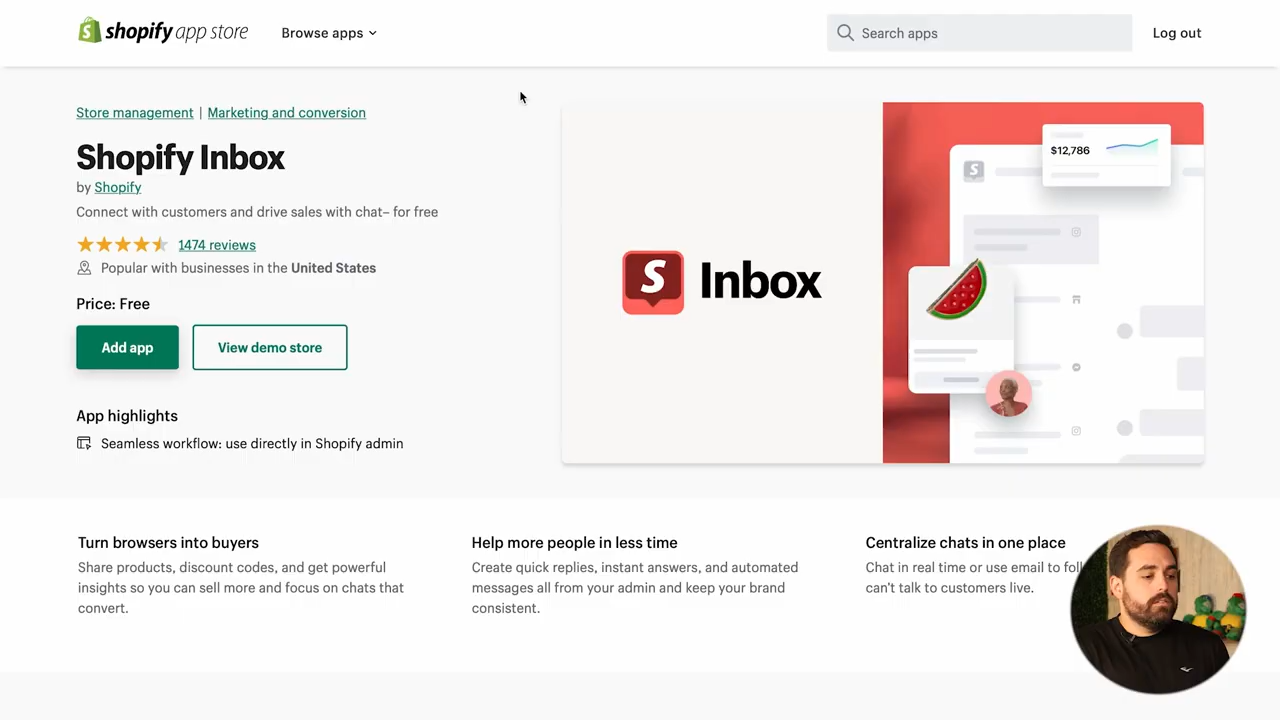 shopify app store
Browse apps
Search apps
Log out
Store management | Marketing and conversion
Shopify Inbox
by Shopify
Connect with customers and drive sales with chat– for free
1474 reviews
Popular with businesses in the United States
Price: Free
Add app
View demo store
App highlights
Seamless workflow: use directly in Shopify admin
S Inbox
S
$12,786
Turn browsers into buyers
Share products, discount codes, and get powerful
insights so you can sell more and focus on chats that
convert.
Help more people in less time
Create quick replies, instant answers, and automated
messages all from your admin and keep your brand
consistent.
Centralize chats in one place
Chat in real time or use email to
can't talk to customers live.